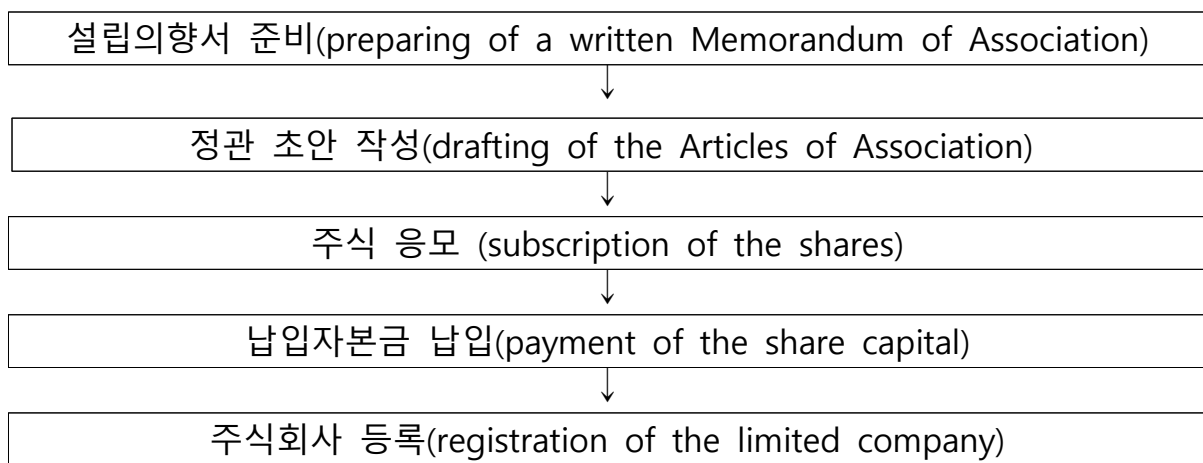 설립의향서 준비(preparing of a written Memorandum of Association)
정관 초안 작성(drafting of the Articles of Association)
주식 응모 (subscription of the shares)
납입자본금 납입(payment of the share capital)
주식회사 등록(registration of the limited company)